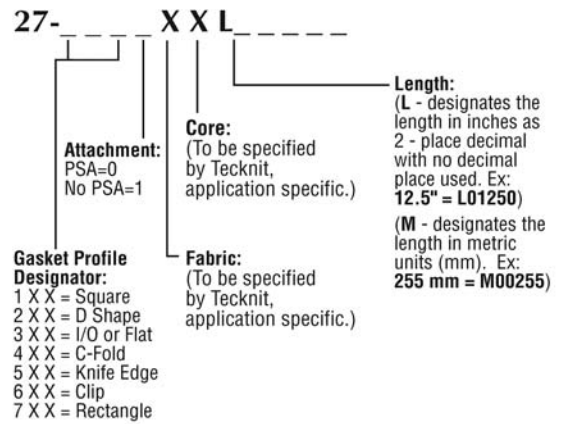 27-_ _ _ _ X X L_ _ _ _ _
Length:
(L - designates the
length in inches as
2 - place decimal
with no decimal
place used. Ex:
12.5" = L01250)
(M - designates the
length in metric
units (mm). Ex:
255 mm = M00255)
Core:
(To be specified
by Tecknit,
application specific.)
Attachment:
PSA=0
No PSA=1
Gasket Profile
Designator:
1 X X = Square
2 X X = D Shape
3 X X = I/O or Flat
4 X X = C-Fold
5 X X = Knife Edge
6 X X = Clip
7 X X = Rectangle
Fabric:
(To be specified
by Tecknit,
application specific.)